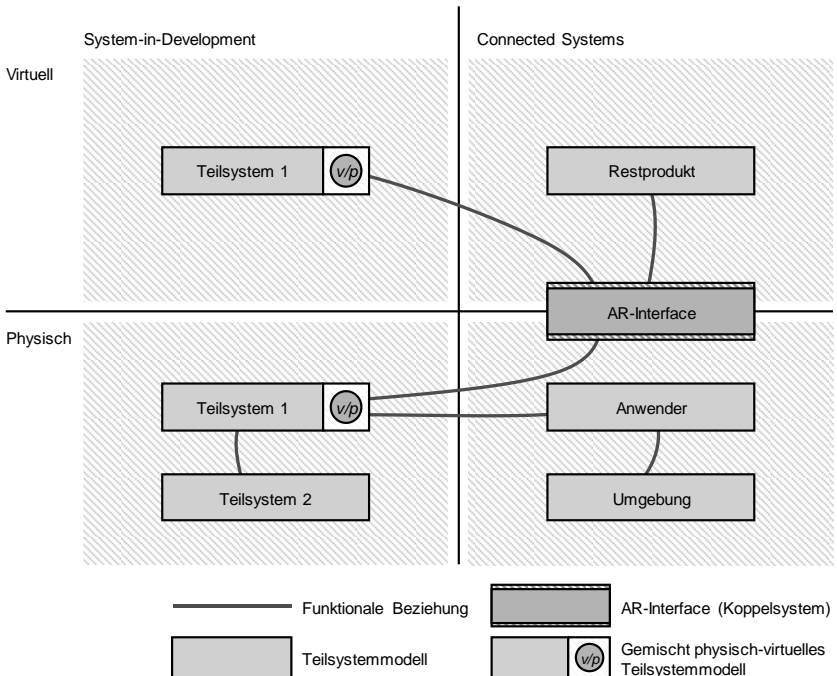 System-in-Development
Connected Systems
Virtuell
Teilsystem 1
v/p
Restprodukt
AR-Interface
Physisch
Teilsystem 1
v/p
Anwender
Teilsystem 2
Umgebung
Funktionale Beziehung
AR-Interface (Koppelsystem)
Teilsystemmodell
v/p
Gemischt physisch-virtuelles
Teilsystemmodell